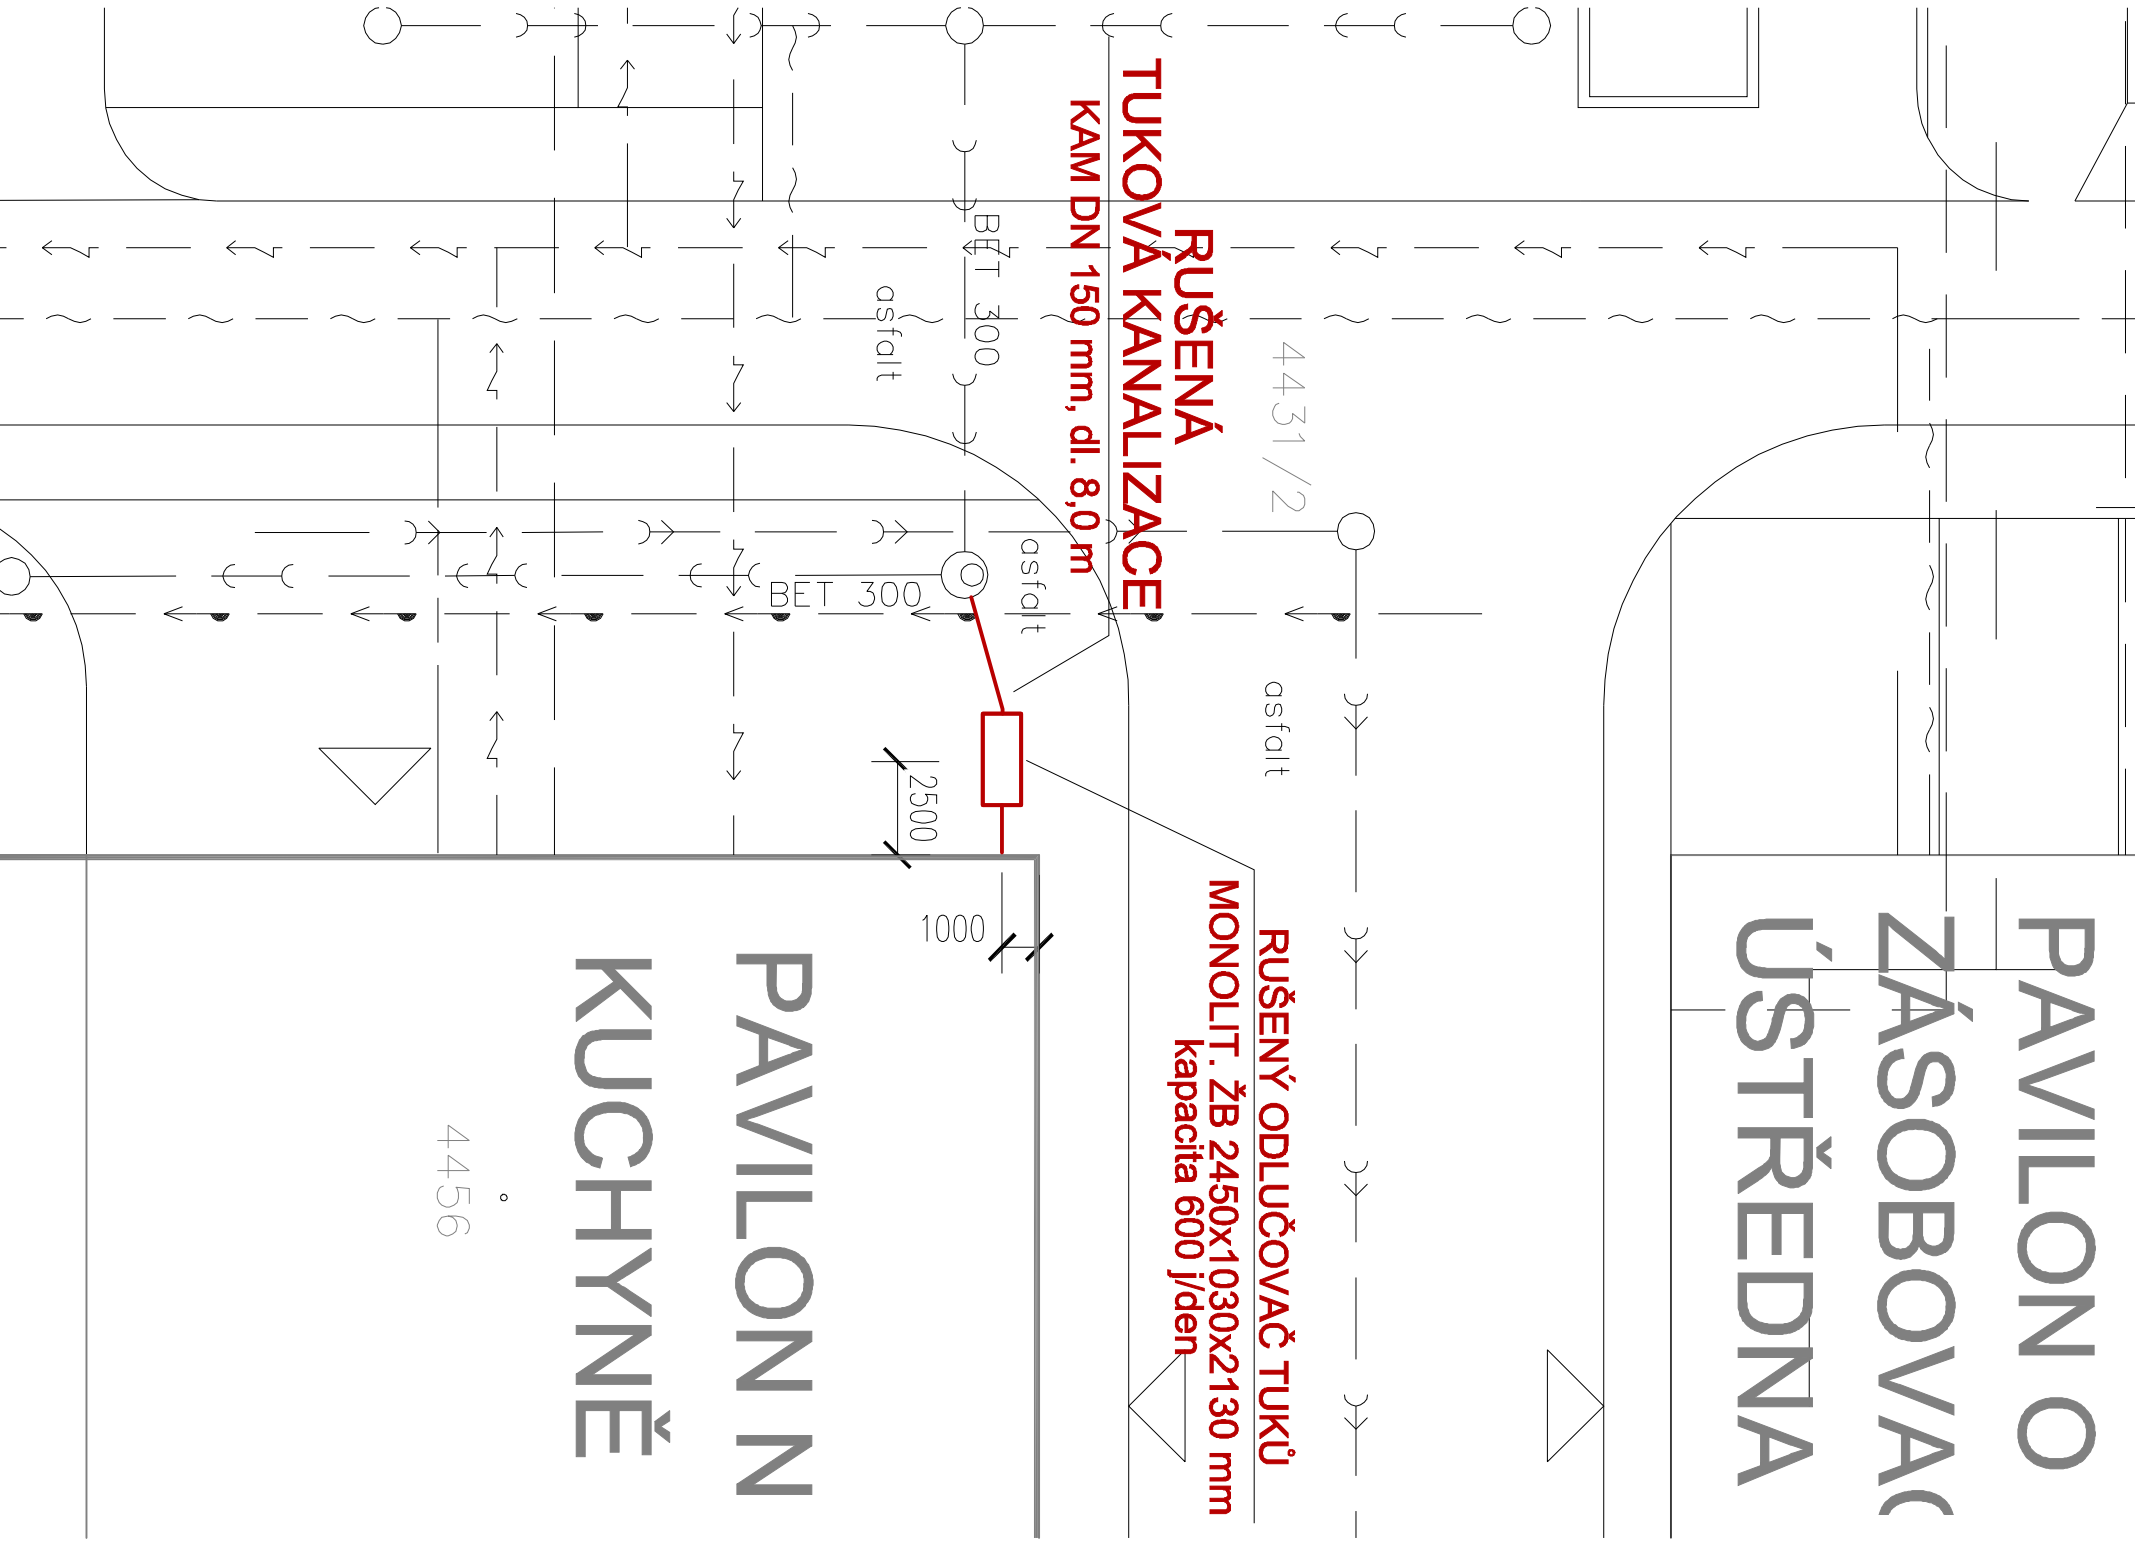 RUŠENÁ
TUKOVÁ KANALIZACE
KAM DN 150 mm, dl. 8,0 m
BET 300
asfalt
4431/2
asfalt
BET 300
asfalt
2500
1000
RUŠENÝ ODLUČOVAČ TUKŮ
MONOLIT. ŽB 2450x1030x2130 mm
kapacita 600 j/den
PAVILON N
KUCHYNĚ
4456
PAVILON O
ZÁSOBOVA
ÚSTŘEDNA